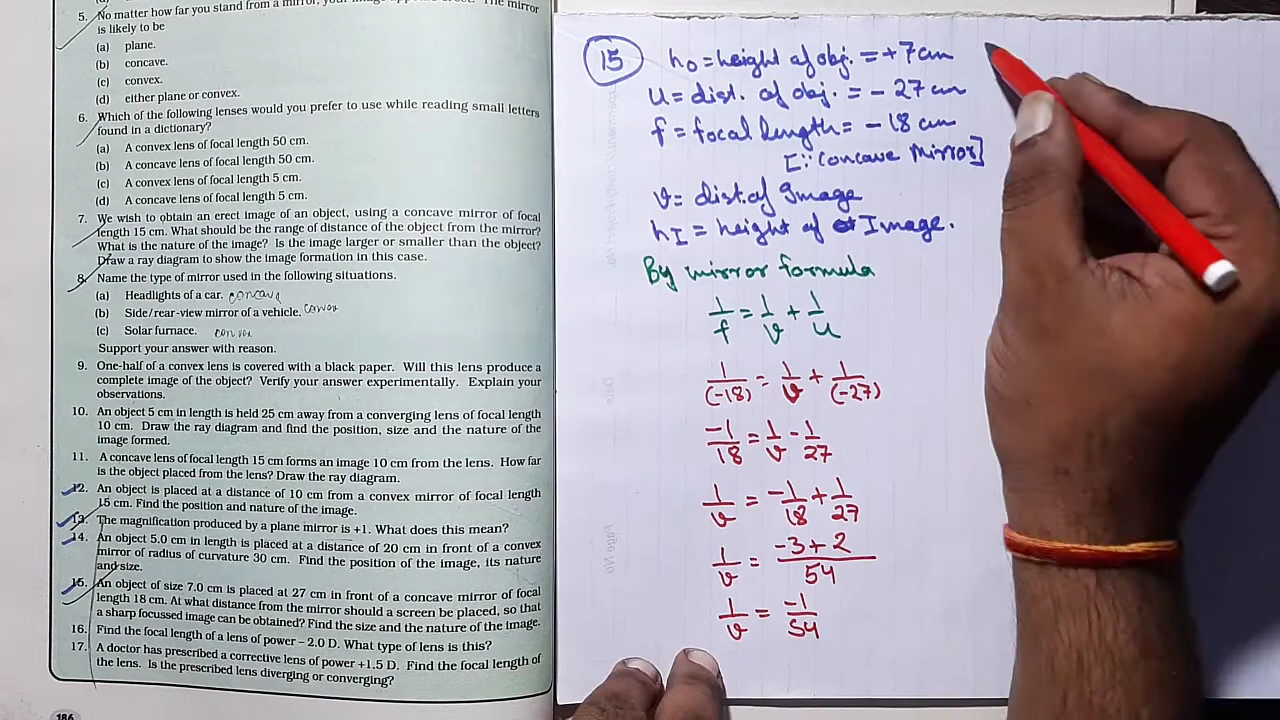 5. No matter how far you stand from a mirror, your image appears erect. The mirror
is likely to be
(a) plane.
(b) concave.
(c) convex.
(d) either plane or convex.
6. Which of the following lenses would you prefer to use while reading small letters
found in a dictionary?
(a) A convex lens of focal length 50 cm.
(b) A concave lens of focal length 50 cm.
(c) A convex lens of focal length 5 cm.
(d) A concave lens of focal length 5 cm.
7. We wish to obtain an erect image of an object, using a concave mirror of focal
length 15 cm. What should be the range of distance of the object from the mirror?
What is the nature of the image? Is the image larger or smaller than the object?
Draw a ray diagram to show the image formation in this case.
8. Name the type of mirror used in the following situations.
(a) Headlights of a car. concave
(b) Side/rear-view mirror of a vehicle. convex
(c) Solar furnace. convex
Support your answer with reason.
9. One-half of a convex lens is covered with a black paper. Will this lens produce a
complete image of the object? Verify your answer experimentally. Explain your
observations.
10. An object 5 cm in length is held 25 cm away from a converging lens of focal length
10 cm. Draw the ray diagram and find the position, size and the nature of the
image formed.
11. A concave lens of focal length 15 cm forms an image 10 cm from the lens. How far
is the object placed from the lens? Draw the ray diagram.
12. An object is placed at a distance of 10 cm from a convex mirror of focal length
15 cm. Find the position and nature of the image.
13. The magnification produced by a plane mirror is +1. What does this mean?
14. An object 5.0 cm in length is placed at a distance of 20 cm in front of a convex
mirror of radius of curvature 30 cm. Find the position of the image, its nature
and size.
15. An object of size 7.0 cm is placed at 27 cm in front of a concave mirror of focal
length 18 cm. At what distance from the mirror should a screen be placed, so that
a sharp focussed image can be obtained? Find the size and the nature of the image.
16. Find the focal length of a lens of power – 2.0 D. What type of lens is this?
17. A doctor has prescribed a corrective lens of power +1.5 D. Find the focal length of
the lens. Is the prescribed lens diverging or converging?
186
15 hO = height of obj. = +7cm
u = dist. of obj. = - 27 cm
f = focal length = - 18 cm
[∵ Concave Mirror]
v = dist. of Image
hI = height of Image.
By mirror formula
1/f = 1/v + 1/u
1/(-18) = 1/v + 1/(-27)
-1/18 = 1/v - 1/27
1/v = -1/18 + 1/27
1/v = -3+2/54
1/v = -1/54